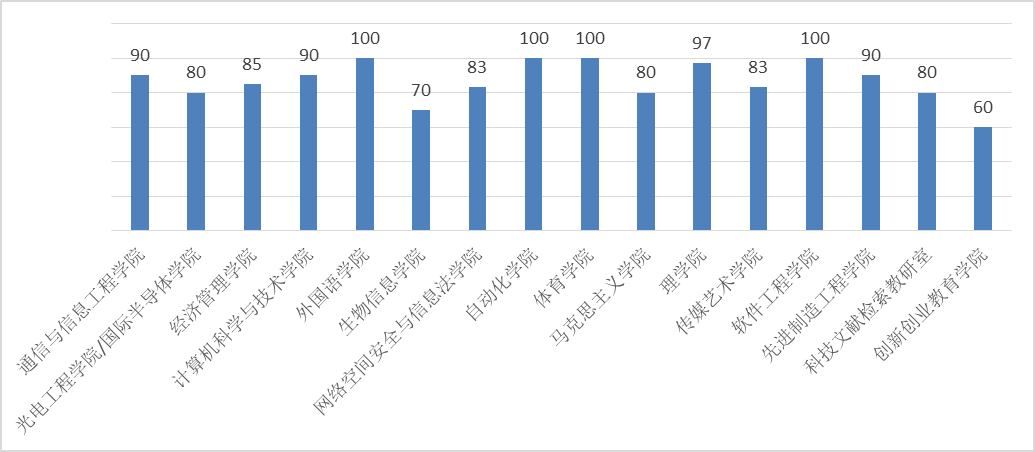 90
80
85
90
100
70
83
100
100
80
97
83
100
90
80
60
通信与信息工程学院
光电工程学院/国际半导体学院
经济管理学院
计算机科学与技术学院
外国语学院
生物信息学院
网络空间安全与信息法学院
自动化学院
体育学院
马克思主义学院
理学院
传媒艺术学院
软件工程学院
先进制造工程学院
科技文献检索教研室
创新创业教育学院